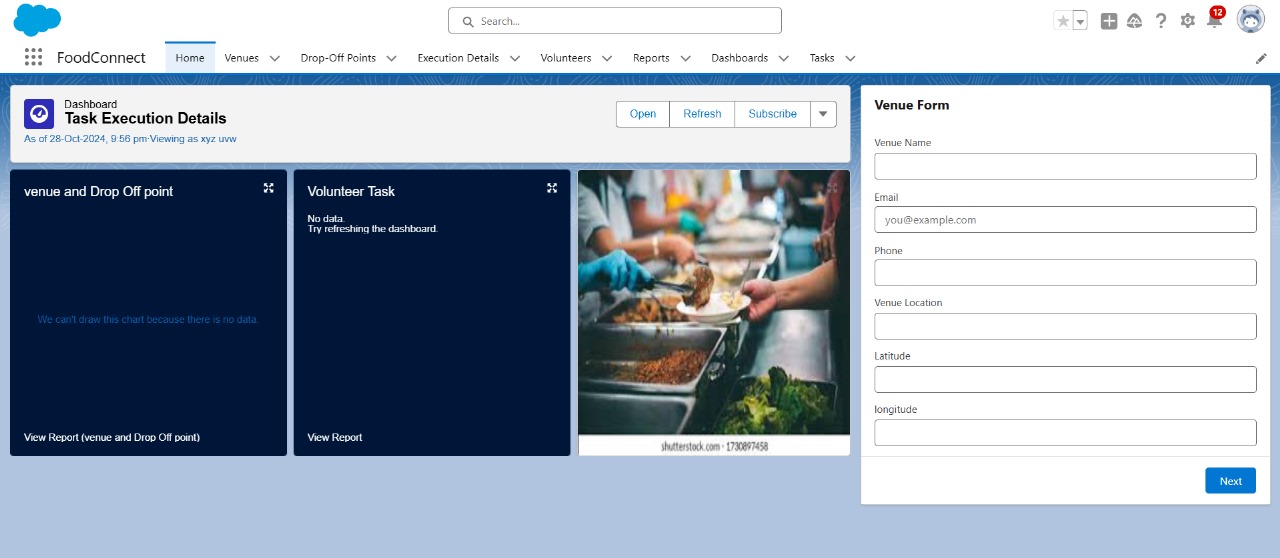 Search...
12
FoodConnect
Home
Venues
Drop-Off Points
Execution Details
Volunteers
Reports
Dashboards
Tasks
Dashboard
Task Execution Details
As of 28-Oct-2024, 9:56 pm·Viewing as xyz uvw
Open
Refresh
Subscribe
venue and Drop Off point
We can't draw this chart because there is no data.
View Report (venue and Drop Off point)
Volunteer Task
No data.
Try refreshing the dashboard.
View Report
shutterstock.com · 1730897458
Venue Form
Venue Name
Email
you@example.com
Phone
Venue Location
Latitude
longitude
Next